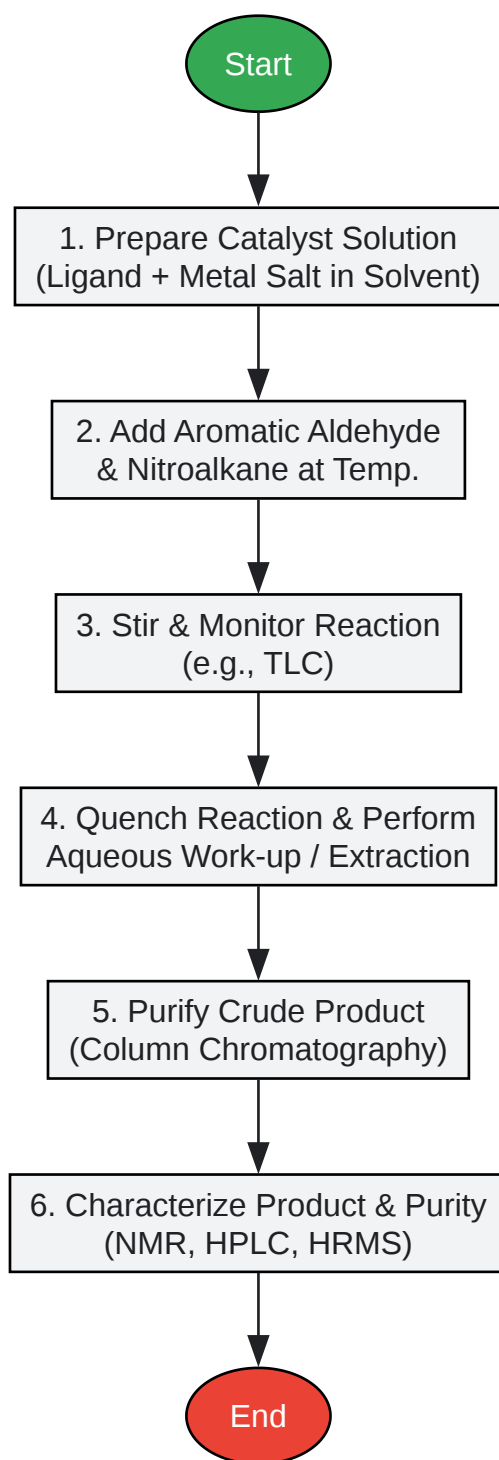 Start
1. Prepare Catalyst Solution
(Ligand + Metal Salt in Solvent)
2. Add Aromatic Aldehyde
& Nitroalkane at Temp.
3. Stir & Monitor Reaction
(e.g., TLC)
4. Quench Reaction & Perform
Aqueous Work-up / Extraction
5. Purify Crude Product
(Column Chromatography)
6. Characterize Product & Purity
(NMR, HPLC, HRMS)
End